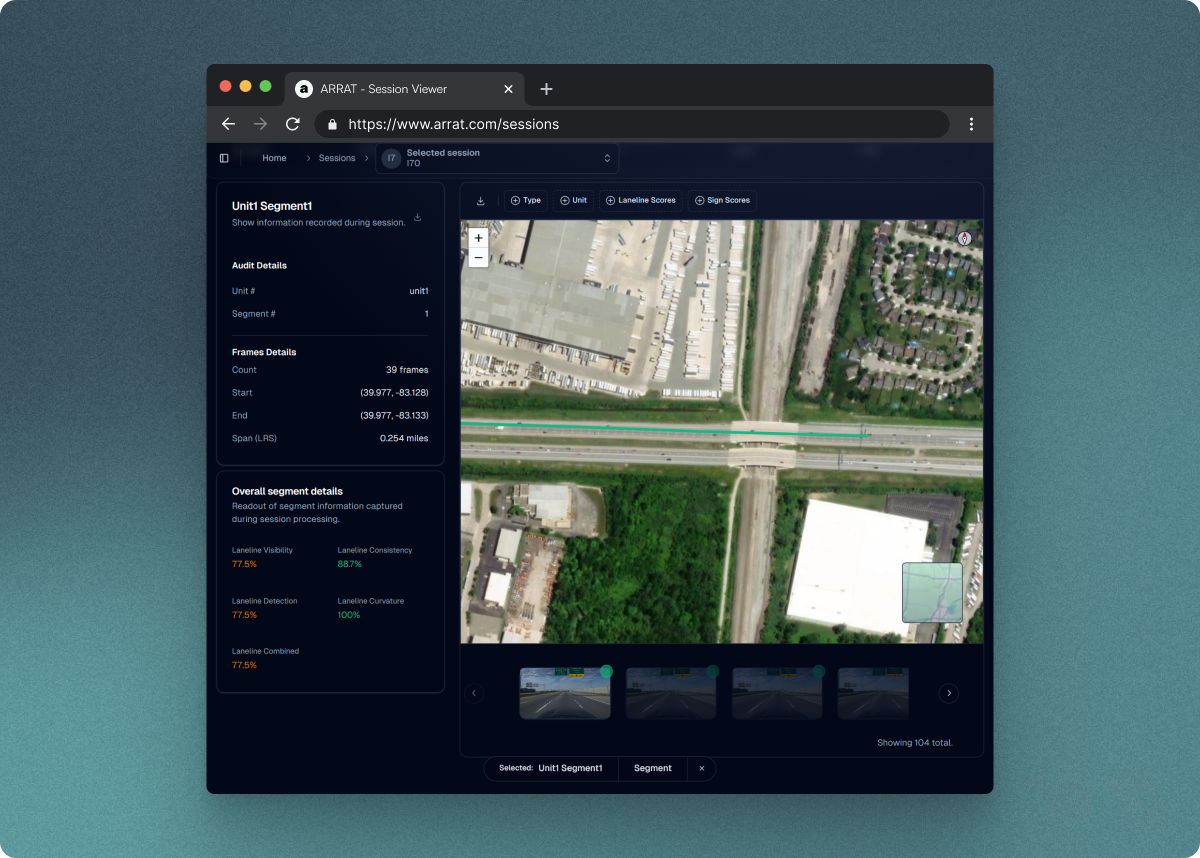 a ARRAT - Session Viewer
https://www.arrat.com/sessions
Home Sessions I7 Selected session
I70
Unit1 Segment1
Show information recorded during session.
Audit Details
Unit # unit1
Segment # 1
Frames Details
Count 39 frames
Start (39.977, -83.128)
End (39.977, -83.133)
Span (LRS) 0.254 miles
Overall segment details
Readout of segment information captured
during session processing.
Laneline Visibility Laneline Consistency
77.5% 88.7%
Laneline Detection Laneline Curvature
77.5% 100%
Laneline Combined
77.5%
Type Unit Laneline Scores Sign Scores
+
−
Showing 104 total.
Selected: Unit1 Segment1 Segment ×